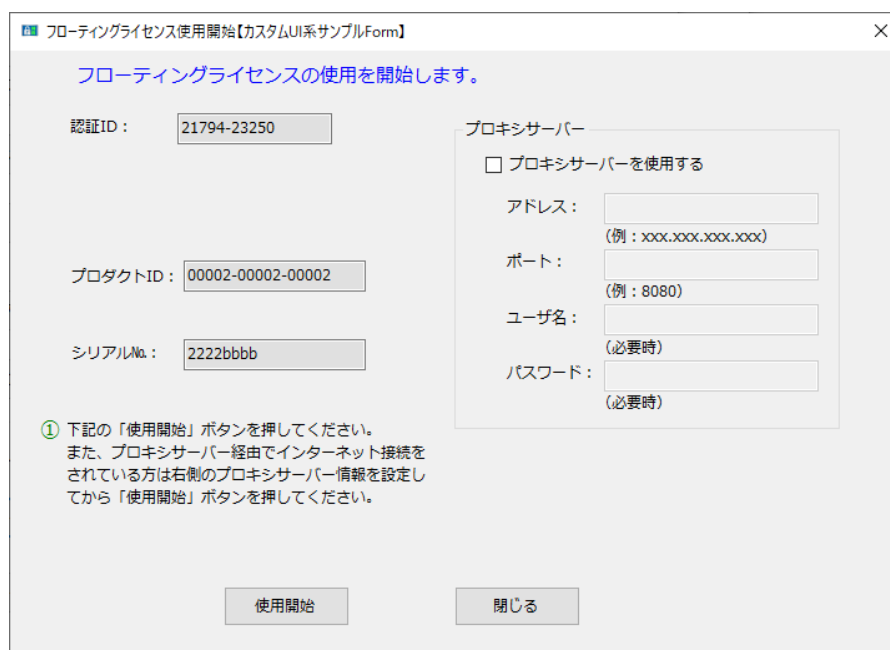 フローティングライセンス使用開始【カスタムUI系サンプルForm】
フローティングライセンスの使用を開始します。
認証ID：
21794-23250
プロダクトID：
00002-00002-00002
シリアル№：
2222bbbb
① 下記の「使用開始」ボタンを押してください。
また、プロキシサーバー経由でインターネット接続を
されている方は右側のプロキシサーバー情報を設定し
てから「使用開始」ボタンを押してください。
プロキシサーバー
プロキシサーバーを使用する
アドレス：
(例：xxx.xxx.xxx.xxx)
ポート：
(例：8080)
ユーザ名：
(必要時)
パスワード：
(必要時)
使用開始
閉じる